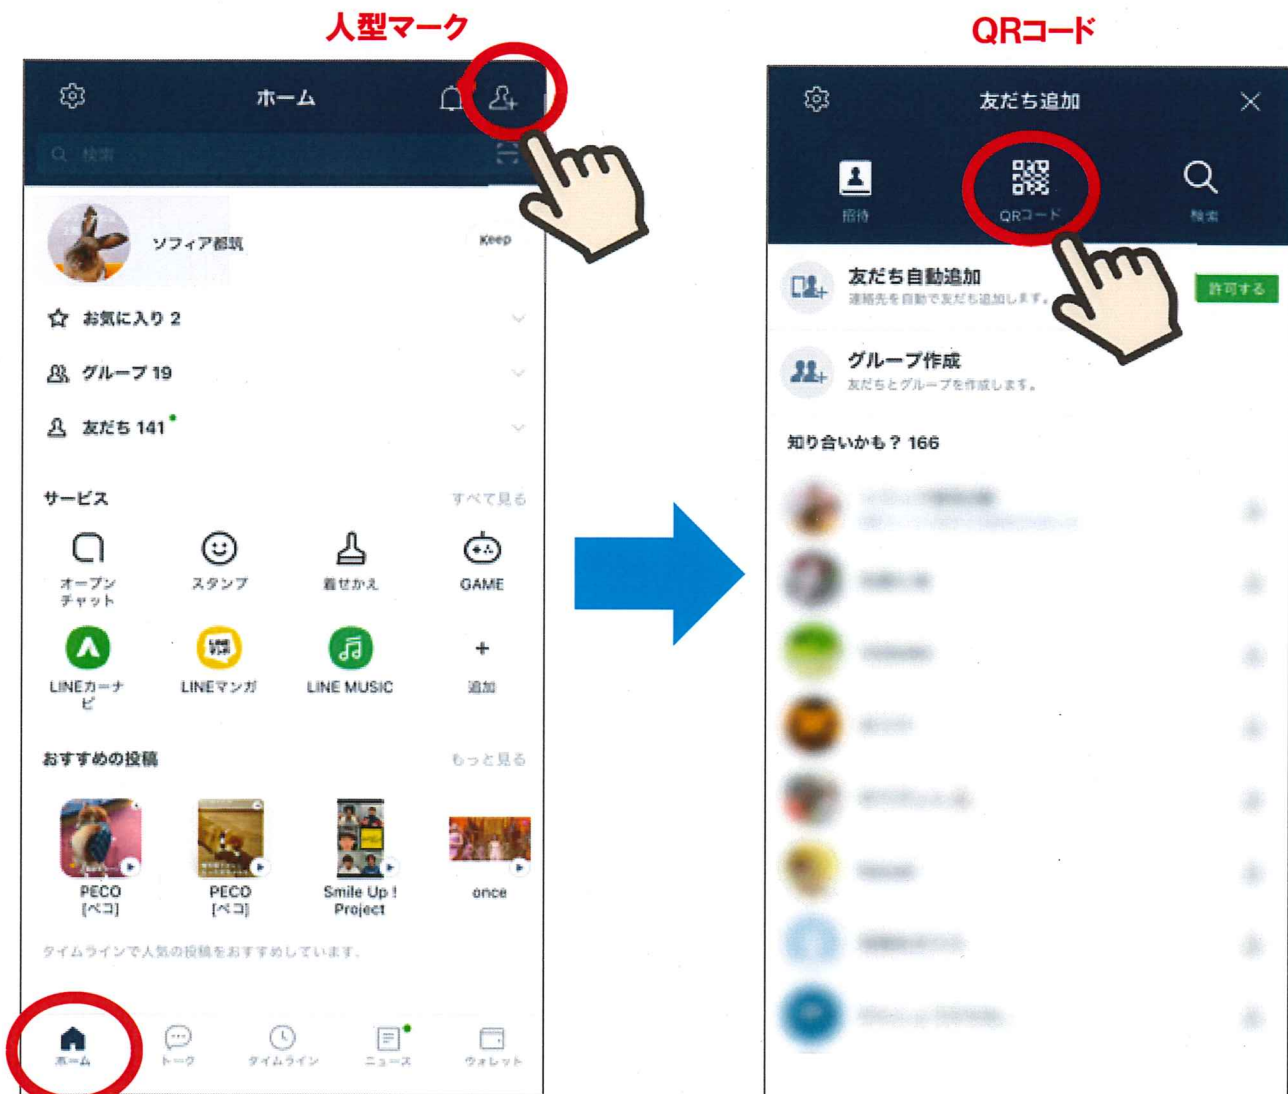 人型マーク
ホーム
検索
ソフィア都筑
Keep
お気に入り 2
グループ 19
友だち 141
サービス
すべて見る
オープン
チャット
スタンプ
着せかえ
GAME
LINEカーナ
ビ
LINEマンガ
LINE MUSIC
追加
おすすめの投稿
もっと見る
PECO
[ペコ]
PECO
[ペコ]
Smile Up !
Project
once
タイムラインで人気の投稿をおすすめしています。
ホーム
トーク
タイムライン
ニュース
ウォレット
QRコード
友だち追加
招待
QRコード
検索
友だち自動追加
連絡先を自動で友だち追加します。
許可する
グループ作成
友だちとグループを作成します。
知り合いかも？ 166